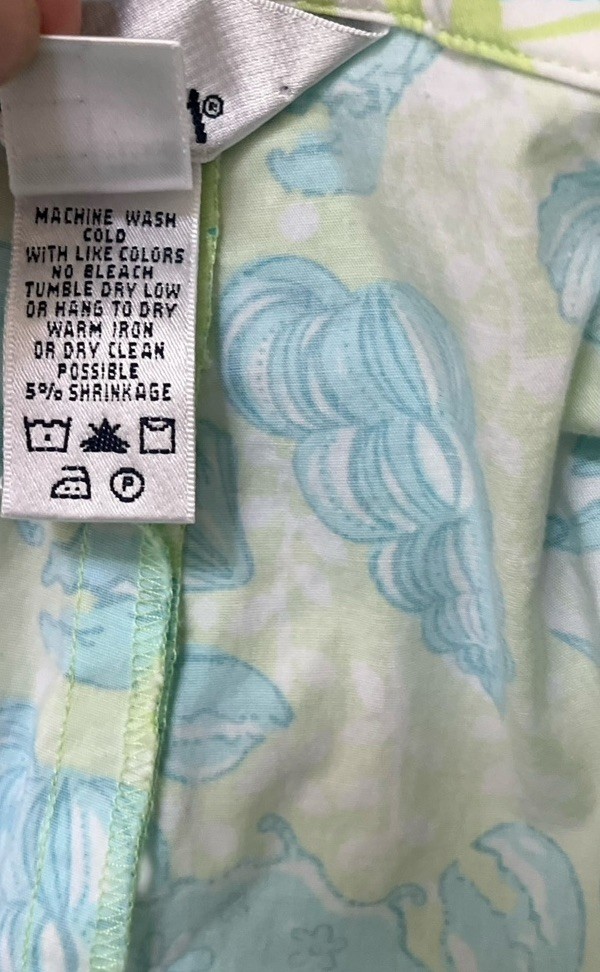 ®
MACHINE WASH
COLD
WITH LIKE COLORS
NO BLEACH
TUMBLE DRY LOW
OR HANG TO DRY
WARM IRON
OR DRY CLEAN
POSSIBLE
5% SHRINKAGE
P